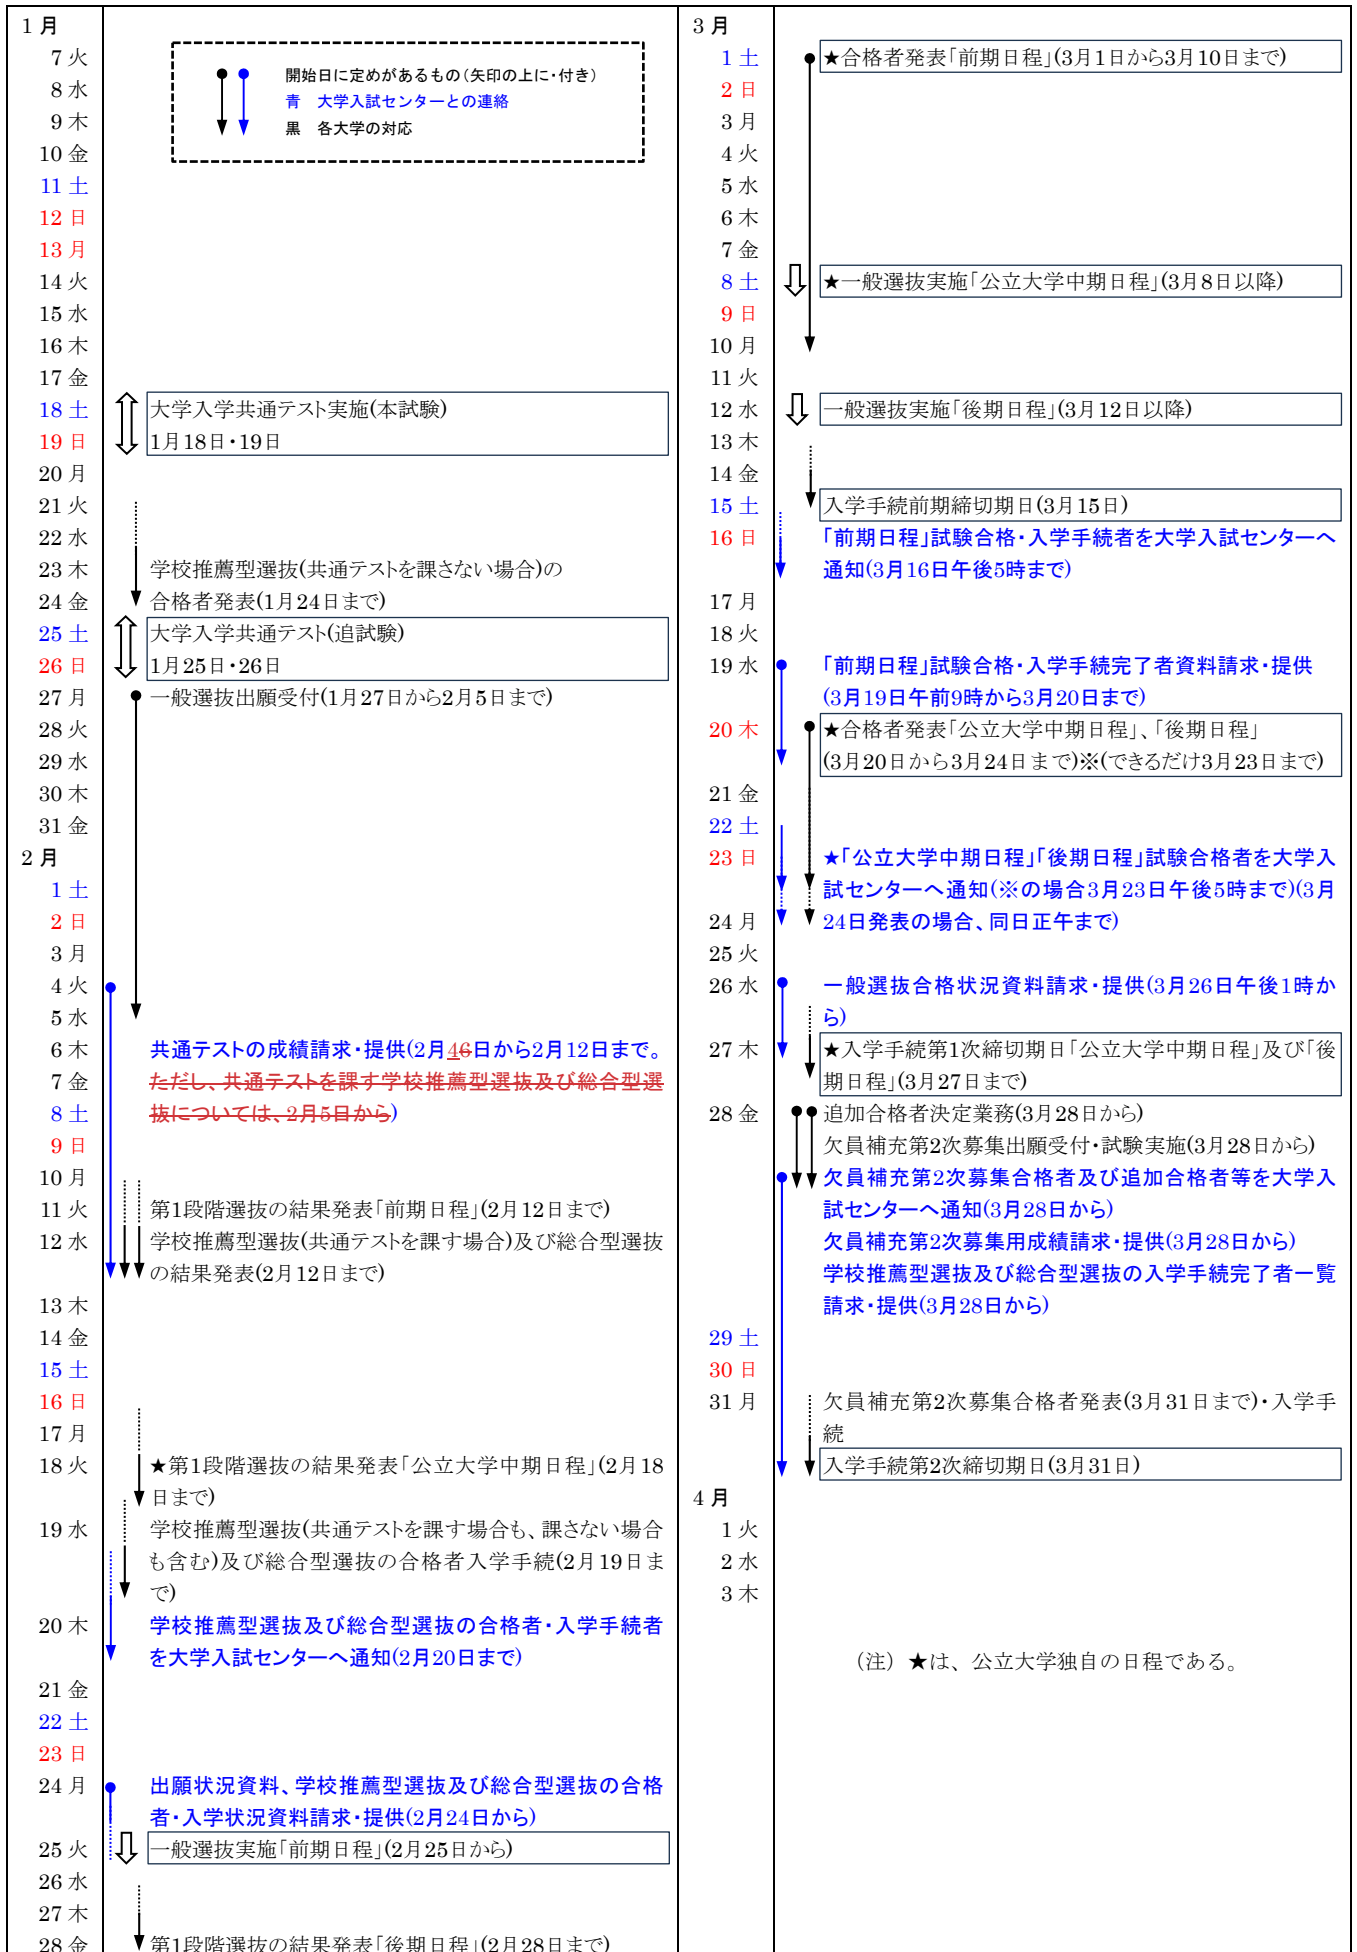 1 月
7 火
8 水
9 木
10 金
11 土
12 日
13 月
14 火
15 水
16 木
17 金
18 土
19 日
20 月
21 火
22 水
23 木
24 金
25 土
26 日
27 月
28 火
29 水
30 木
31 金
2 月
1 土
2 日
3 月
4 火
5 水
6 木
7 金
8 土
9 日
10 月
11 火
12 水
13 木
14 金
15 土
16 日
17 月
18 火
19 水
20 木
21 金
22 土
23 日
24 月
25 火
26 水
27 木
28 金
開始日に定めがあるもの(矢印の上に・付き)
青 大学入試センターとの連絡
黒 各大学の対応
大学入学共通テスト実施(本試験)
1月18日・19日
学校推薦型選抜(共通テストを課さない場合)の
合格者発表(1月24日まで)
大学入学共通テスト(追試験)
1月25日・26日
一般選抜出願受付(1月27日から2月5日まで)
共通テストの成績請求・提供(2月46日から2月12日まで。
ただし、共通テストを課す学校推薦型選抜及び総合型選
抜については、2月5日から)
第1段階選抜の結果発表「前期日程」(2月12日まで)
学校推薦型選抜(共通テストを課す場合)及び総合型選抜
の結果発表(2月12日まで)
★第1段階選抜の結果発表「公立大学中期日程」(2月18
日まで)
学校推薦型選抜(共通テストを課す場合も、課さない場合
も含む)及び総合型選抜の合格者入学手続(2月19日ま
で)
学校推薦型選抜及び総合型選抜の合格者・入学手続者
を大学入試センターへ通知(2月20日まで)
出願状況資料、学校推薦型選抜及び総合型選抜の合格
者・入学状況資料請求・提供(2月24日から)
一般選抜実施「前期日程」(2月25日から)
第1段階選抜の結果発表「後期日程」(2月28日まで)
3 月
1 土
2 日
3 月
4 火
5 水
6 木
7 金
8 土
9 日
10 月
11 火
12 水
13 木
14 金
15 土
16 日
17 月
18 火
19 水
20 木
21 金
22 土
23 日
24 月
25 火
26 水
27 木
28 金
29 土
30 日
31 月
4 月
1 火
2 水
3 木
★合格者発表「前期日程」(3月1日から3月10日まで)
★一般選抜実施「公立大学中期日程」(3月8日以降)
一般選抜実施「後期日程」(3月12日以降)
入学手続前期締切期日(3月15日)
「前期日程」試験合格・入学手続者を大学入試センターへ
通知(3月16日午後5時まで)
「前期日程」試験合格・入学手続完了者資料請求・提供
(3月19日午前9時から3月20日まで)
★合格者発表「公立大学中期日程」、「後期日程」
(3月20日から3月24日まで)※(できるだけ3月23日まで)
★「公立大学中期日程」「後期日程」試験合格者を大学入
試センターへ通知(※の場合3月23日午後5時まで)(3月
24日発表の場合、同日正午まで)
一般選抜合格状況資料請求・提供(3月26日午後1時か
ら)
★入学手続第1次締切期日「公立大学中期日程」及び「後
期日程」(3月27日まで)
追加合格者決定業務(3月28日から)
欠員補充第2次募集出願受付・試験実施(3月28日から)
欠員補充第2次募集合格者及び追加合格者等を大学入
試センターへ通知(3月28日から)
欠員補充第2次募集用成績請求・提供(3月28日から)
学校推薦型選抜及び総合型選抜の入学手続完了者一覧
請求・提供(3月28日から)
欠員補充第2次募集合格者発表(3月31日まで)・入学手
続
入学手続第2次締切期日(3月31日)
(注) ★は、公立大学独自の日程である。